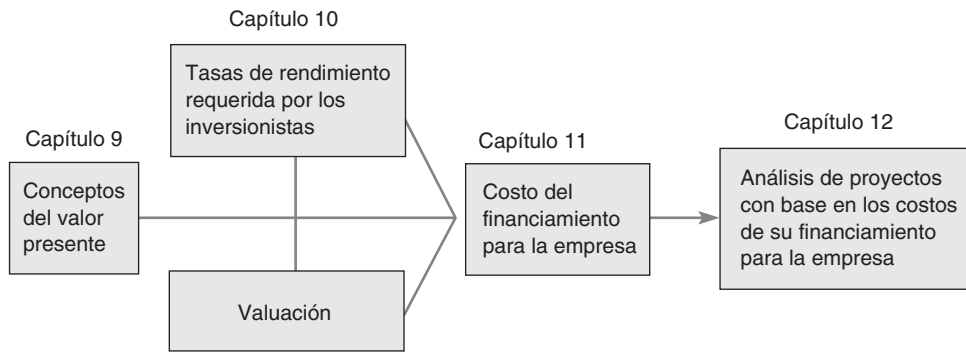 Capítulo 10
Tasas de rendimiento
requerida por los
inversionistas
Capítulo 9
Conceptos
del valor
presente
Valuación
Capítulo 11
Costo del
financiamiento
para la empresa
Capítulo 12
Análisis de proyectos
con base en los costos
de su financiamiento
para la empresa